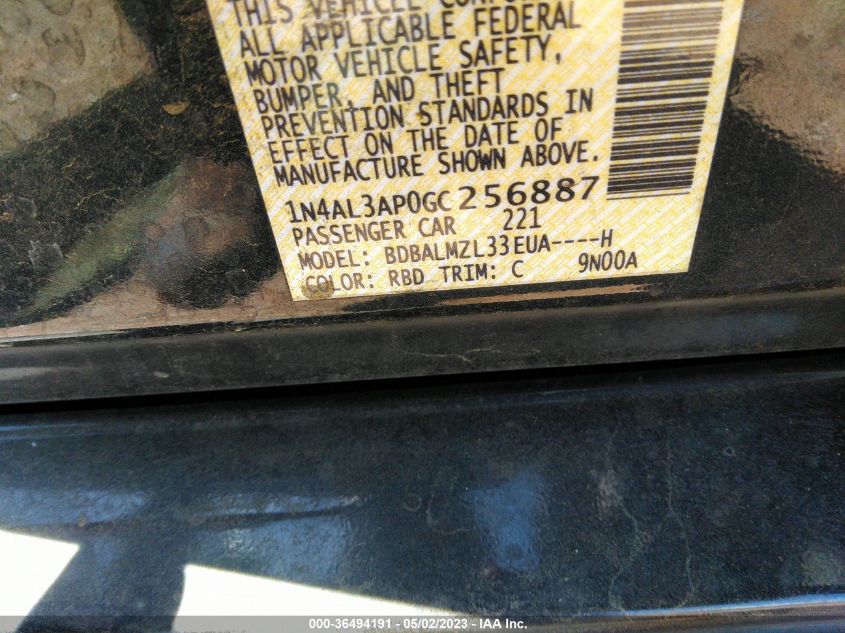 THIS VEHICLE
ALL APPLICABLE FEDERAL
MOTOR VEHICLE SAFETY,
BUMPER, AND THEFT
PREVENTION STANDARDS IN
EFFECT ON THE DATE OF
MANUFACTURE SHOWN ABOVE.
1N4AL3AP0GC256887
PASSENGER CAR 221
MODEL: BDBALMZL33EUA----H
COLOR: RBD TRIM: C 9N00A
000-36494191 - 05/02/2023 - IAA Inc.